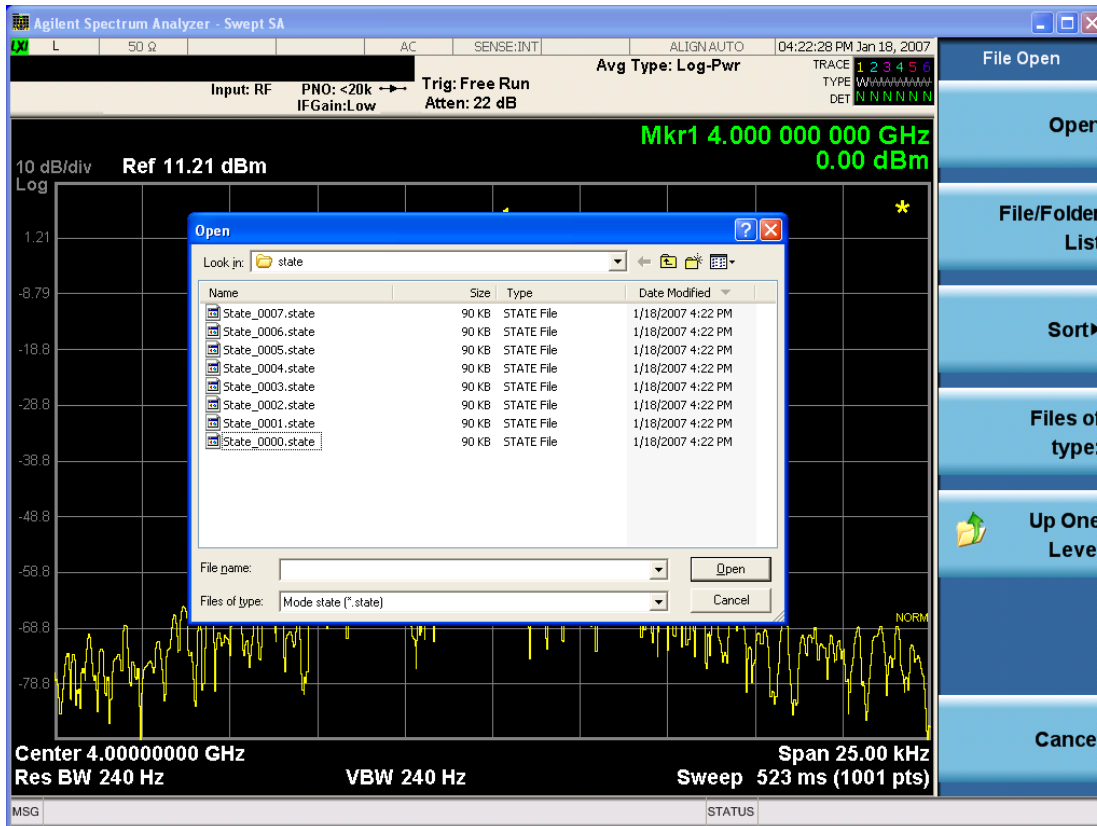 Agilent Spectrum Analyzer - Swept SA
LXI L 50 Ω AC SENSE:INT ALIGN AUTO 04:22:28 PM Jan 18, 2007
Input: RF PNO: <20k Trig: Free Run Avg Type: Log-Pwr TRACE 1 2 3 4 5 6
IFGain:Low Atten: 22 dB TYPE WWWWWW
DET N N N N N N
Mkr1 4.000 000 000 GHz
0.00 dBm
10 dB/div Ref 11.21 dBm
Log
1.21
-8.79
-18.8
-28.8
-38.8
-48.8
-58.8
-68.8
-78.8
Open
Look in: state
Name Size Type Date Modified
State_0007.state 90 KB STATE File 1/18/2007 4:22 PM
State_0006.state 90 KB STATE File 1/18/2007 4:22 PM
State_0005.state 90 KB STATE File 1/18/2007 4:22 PM
State_0004.state 90 KB STATE File 1/18/2007 4:22 PM
State_0003.state 90 KB STATE File 1/18/2007 4:22 PM
State_0002.state 90 KB STATE File 1/18/2007 4:22 PM
State_0001.state 90 KB STATE File 1/18/2007 4:22 PM
State_0000.state 90 KB STATE File 1/18/2007 4:22 PM
File name: Open
Files of type: Mode state (*.state) Cancel
NORM
Center 4.00000000 GHz Span 25.00 kHz
Res BW 240 Hz VBW 240 Hz Sweep 523 ms (1001 pts)
MSG STATUS
File Open
Open
File/Folder
List
Sort
Files of
type:
Up One
Leve
Cance